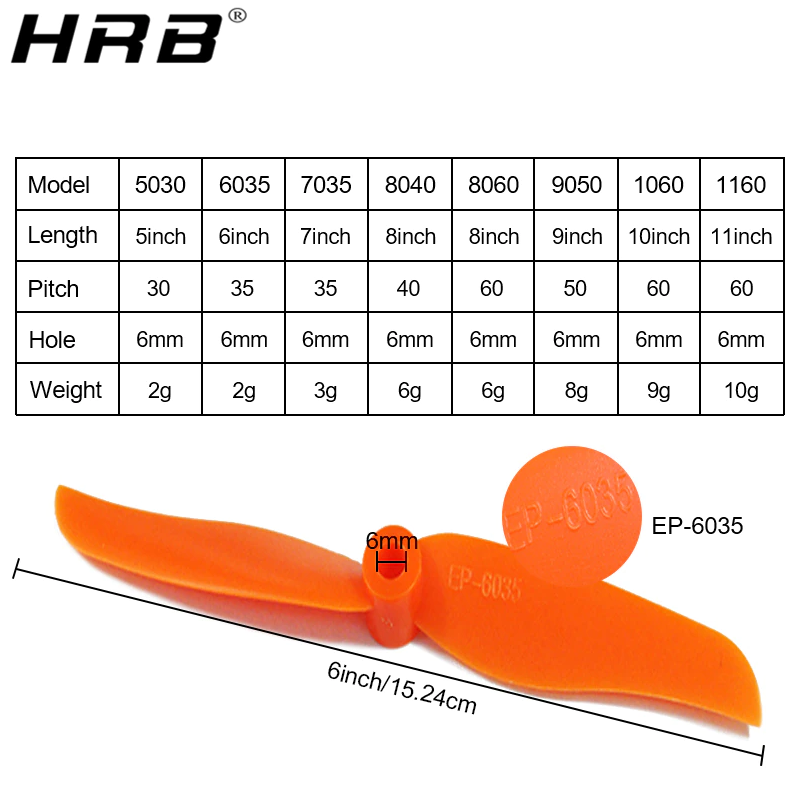 HRB®
Model 5030 6035 7035 8040 8060 9050 1060 1160
Length 5inch 6inch 7inch 8inch 8inch 9inch 10inch 11inch
Pitch 30 35 35 40 60 50 60 60
Hole 6mm 6mm 6mm 6mm 6mm 6mm 6mm 6mm
Weight 2g 2g 3g 6g 6g 8g 9g 10g
EP-6035
EP-6035
6mm
EP-6035
6inch/15.24cm